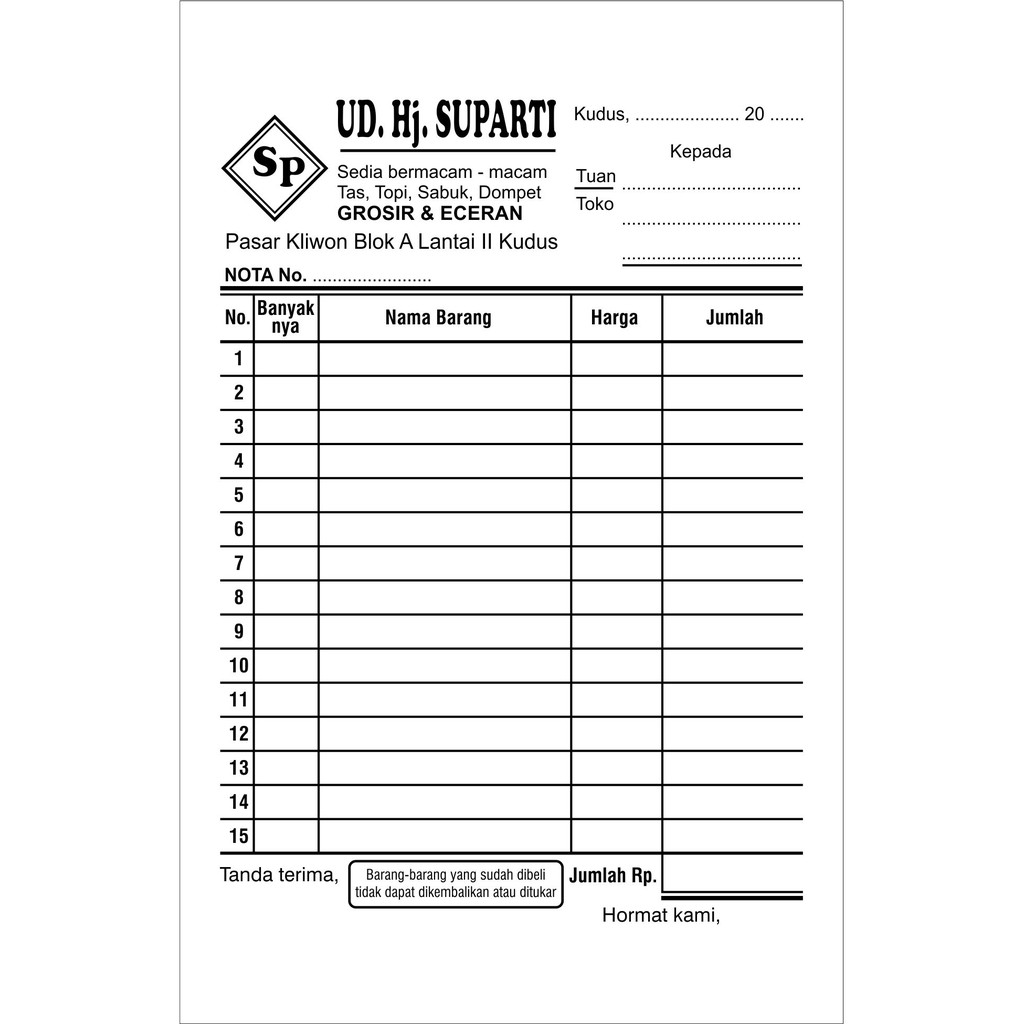 Sp
UD. Hj. SUPARTI
Sedia bermacam - macam
Tas, Topi, Sabuk, Dompet
GROSIR & ECERAN
Pasar Kliwon Blok A Lantai II Kudus
NOTA No. .......................
Kudus, ..................... 20 .......
Kepada
Tuan ....................................
Toko
....................................
....................................
No. Banyak nya Nama Barang Harga Jumlah
1
2
3
4
5
6
7
8
9
10
11
12
13
14
15
Tanda terima,
Barang-barang yang sudah dibeli
tidak dapat dikembalikan atau ditukar
Jumlah Rp.
Hormat kami,